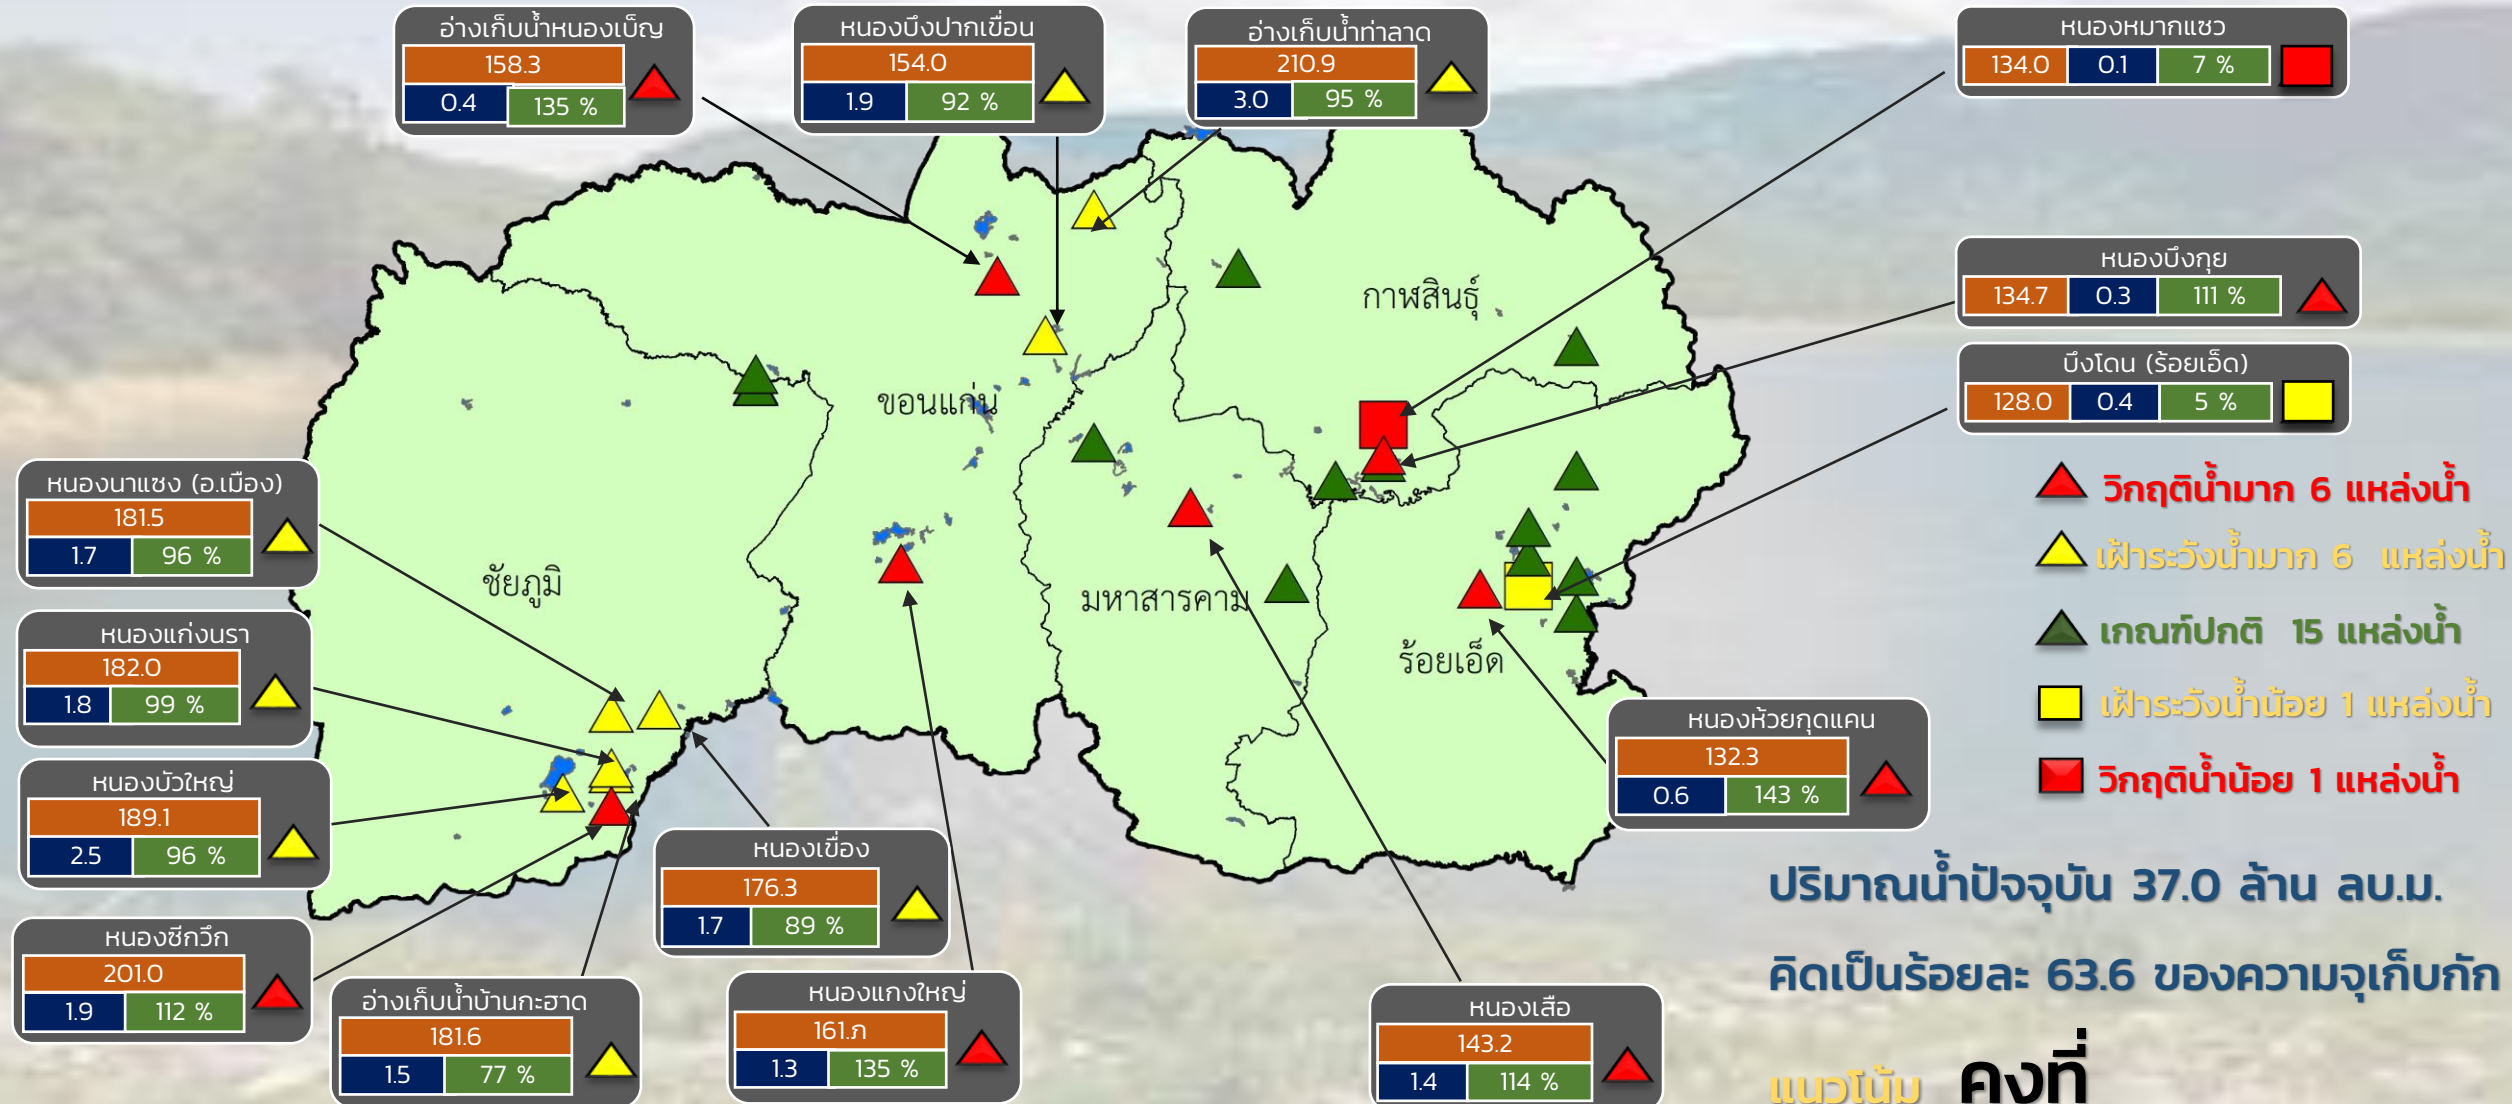 อ่างเก็บน้ำหนองเบ็ญ
158.3
0.4 135 %
หนองบึงปากเขื่อน
154.0
1.9 92 %
อ่างเก็บน้ำท่าลาด
210.9
3.0 95 %
หนองหมากแซว
134.0 0.1 7 %
หนองบึงกุย
134.7 0.3 111 %
บึงโดน (ร้อยเอ็ด)
128.0 0.4 5 %
กาฬสินธุ์
ขอนแก่น
ชัยภูมิ
มหาสารคาม
ร้อยเอ็ด
หนองนาแซง (อ.เมือง)
181.5
1.7 96 %
หนองแก่งนรา
182.0
1.8 99 %
หนองบัวใหญ่
189.1
2.5 96 %
หนองซีกวึก
201.0
1.9 112 %
อ่างเก็บน้ำบ้านกะฮาด
181.6
1.5 77 %
หนองเขื่อง
176.3
1.7 89 %
หนองแกงใหญ่
161.ภ
1.3 135 %
หนองเสือ
143.2
1.4 114 %
หนองห้วยกุดแคน
132.3
0.6 143 %
วิกฤติน้ำมาก 6 แหล่งน้ำ
เฝ้าระวังน้ำมาก 6 แหล่งน้ำ
เกณฑ์ปกติ 15 แหล่งน้ำ
เฝ้าระวังน้ำน้อย 1 แหล่งน้ำ
วิกฤติน้ำน้อย 1 แหล่งน้ำ
ปริมาณน้ำปัจจุบัน 37.0 ล้าน ลบ.ม.
คิดเป็นร้อยละ 63.6 ของความจุเก็บกัก
แนวโน้ม คงที่